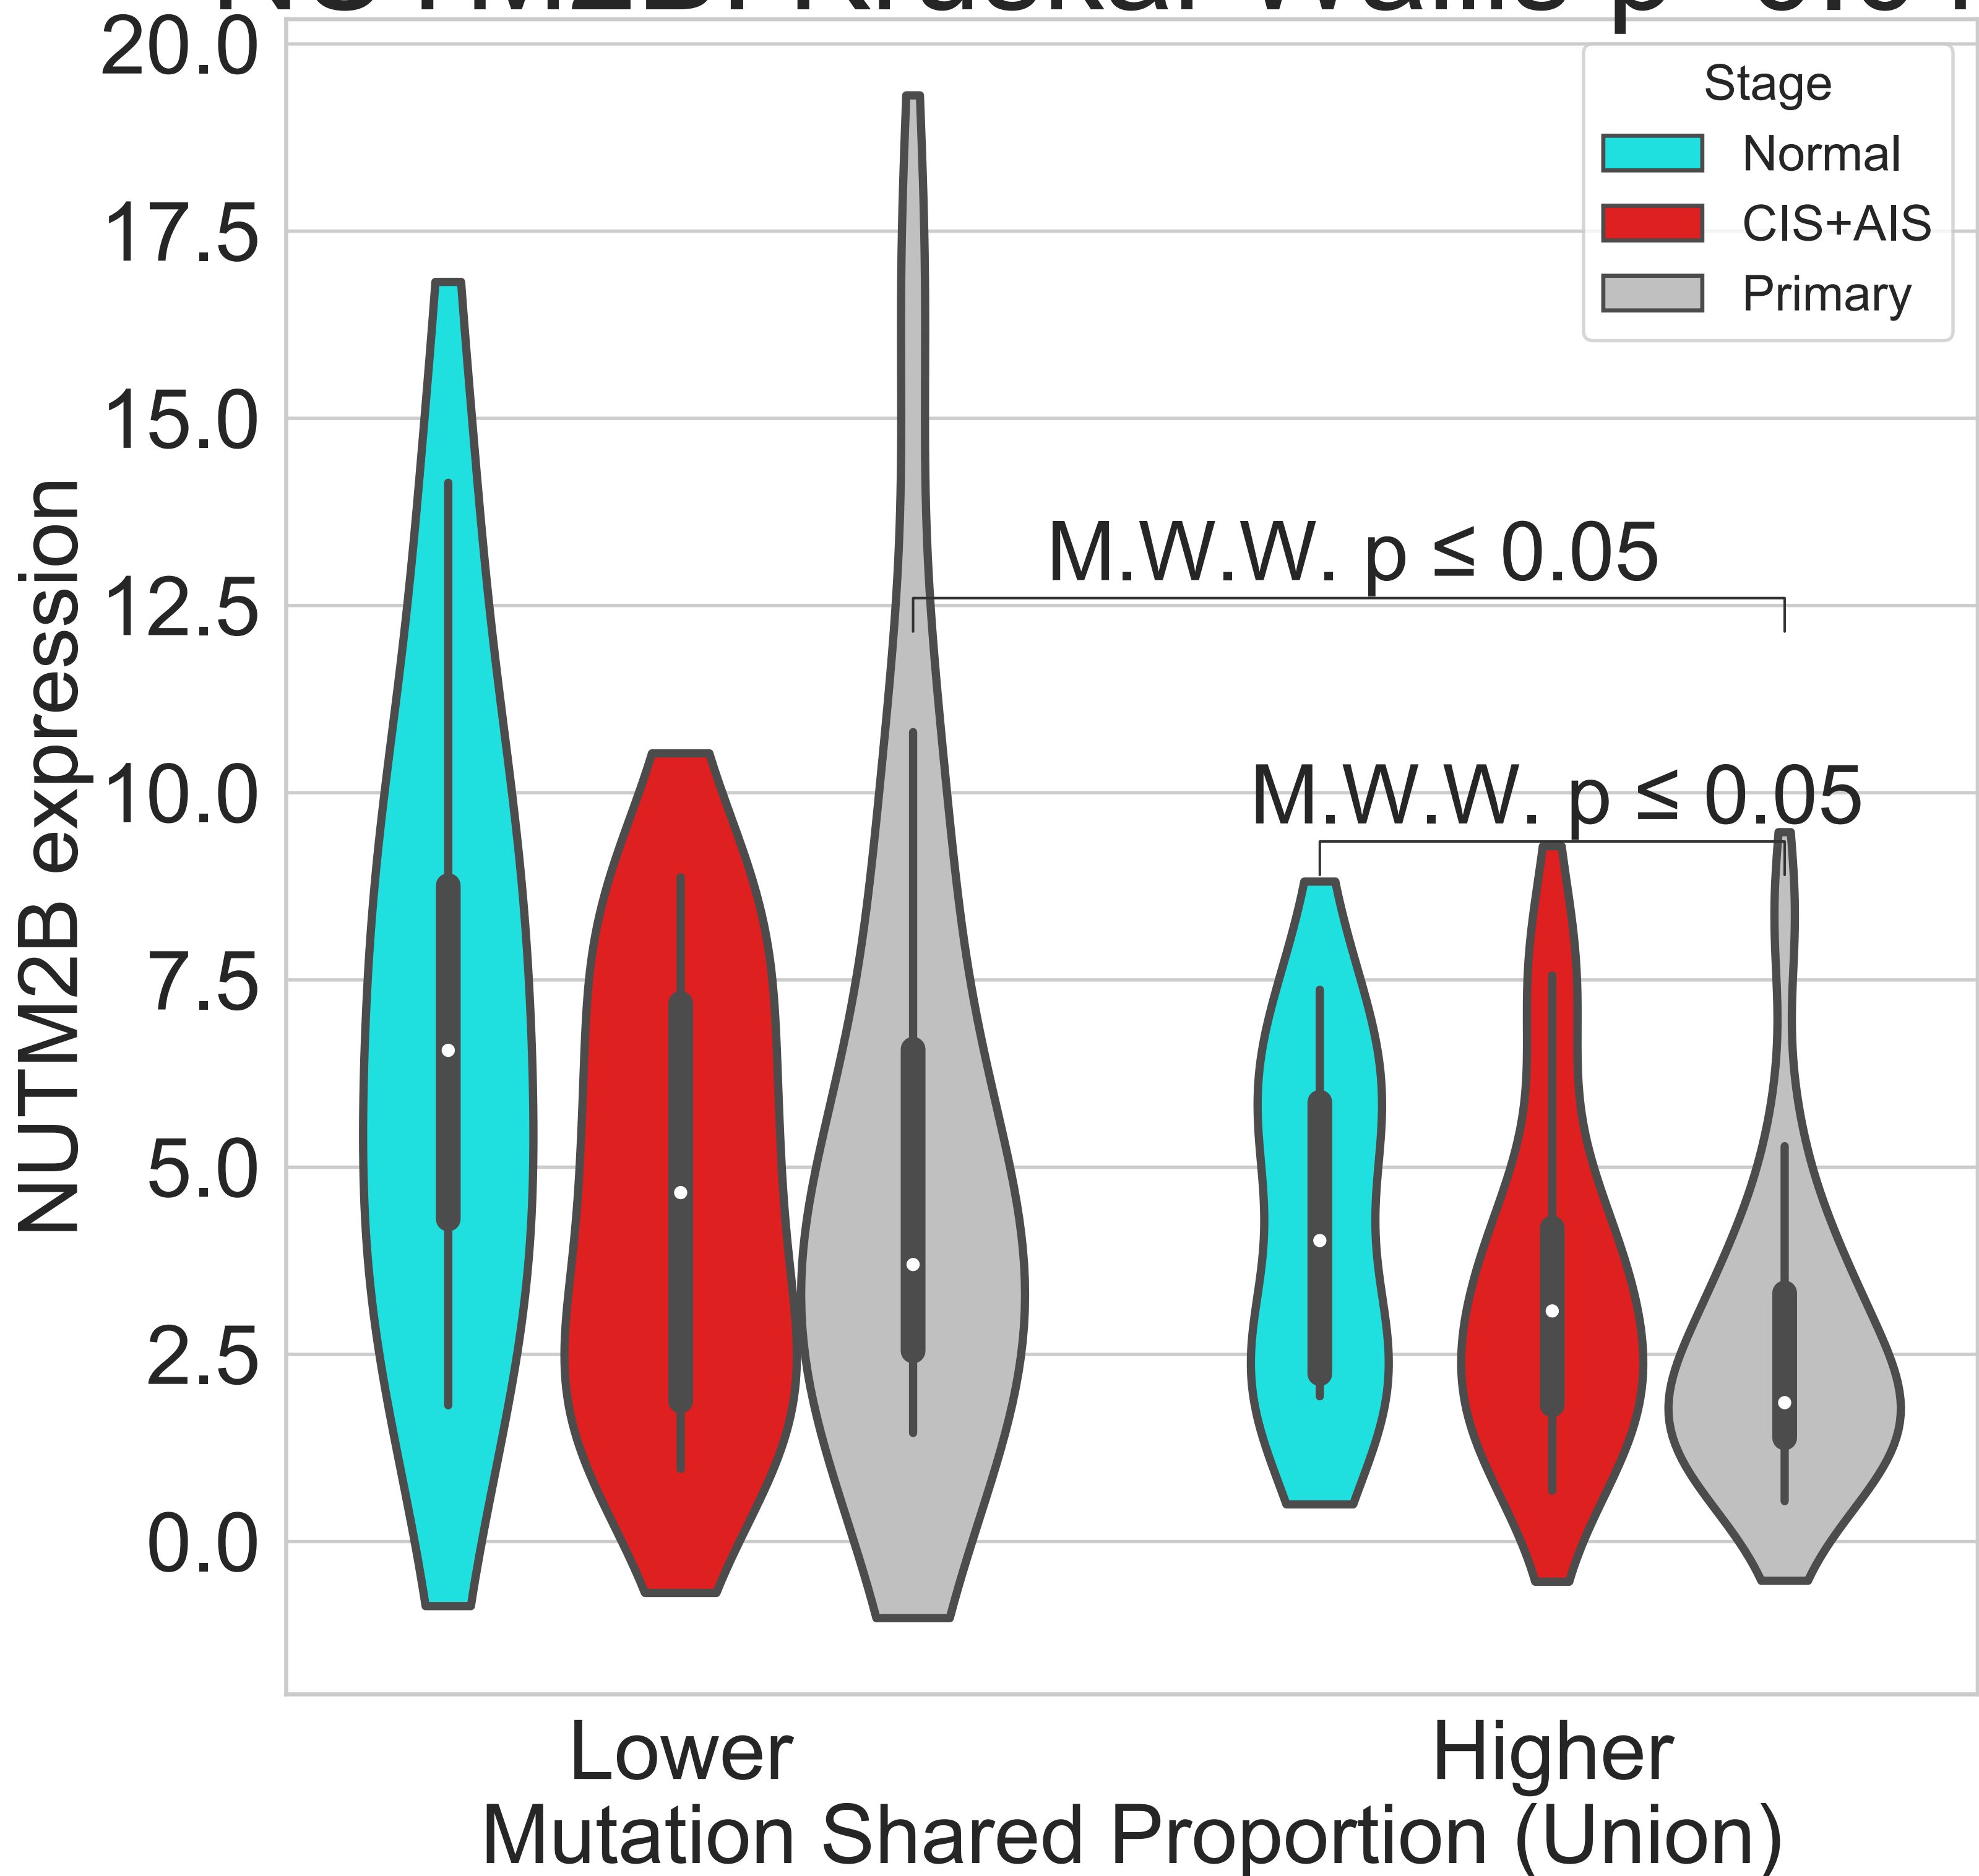 20.0
17.5
15.0
12.5
10.0
7.5
5.0
2.5
0.0
NUTM2B expression
Stage
Normal
CIS+AIS
Primary
M.W.W. p ≤ 0.05
M.W.W. p ≤ 0.05
Lower
Higher
Mutation Shared Proportion (Union)